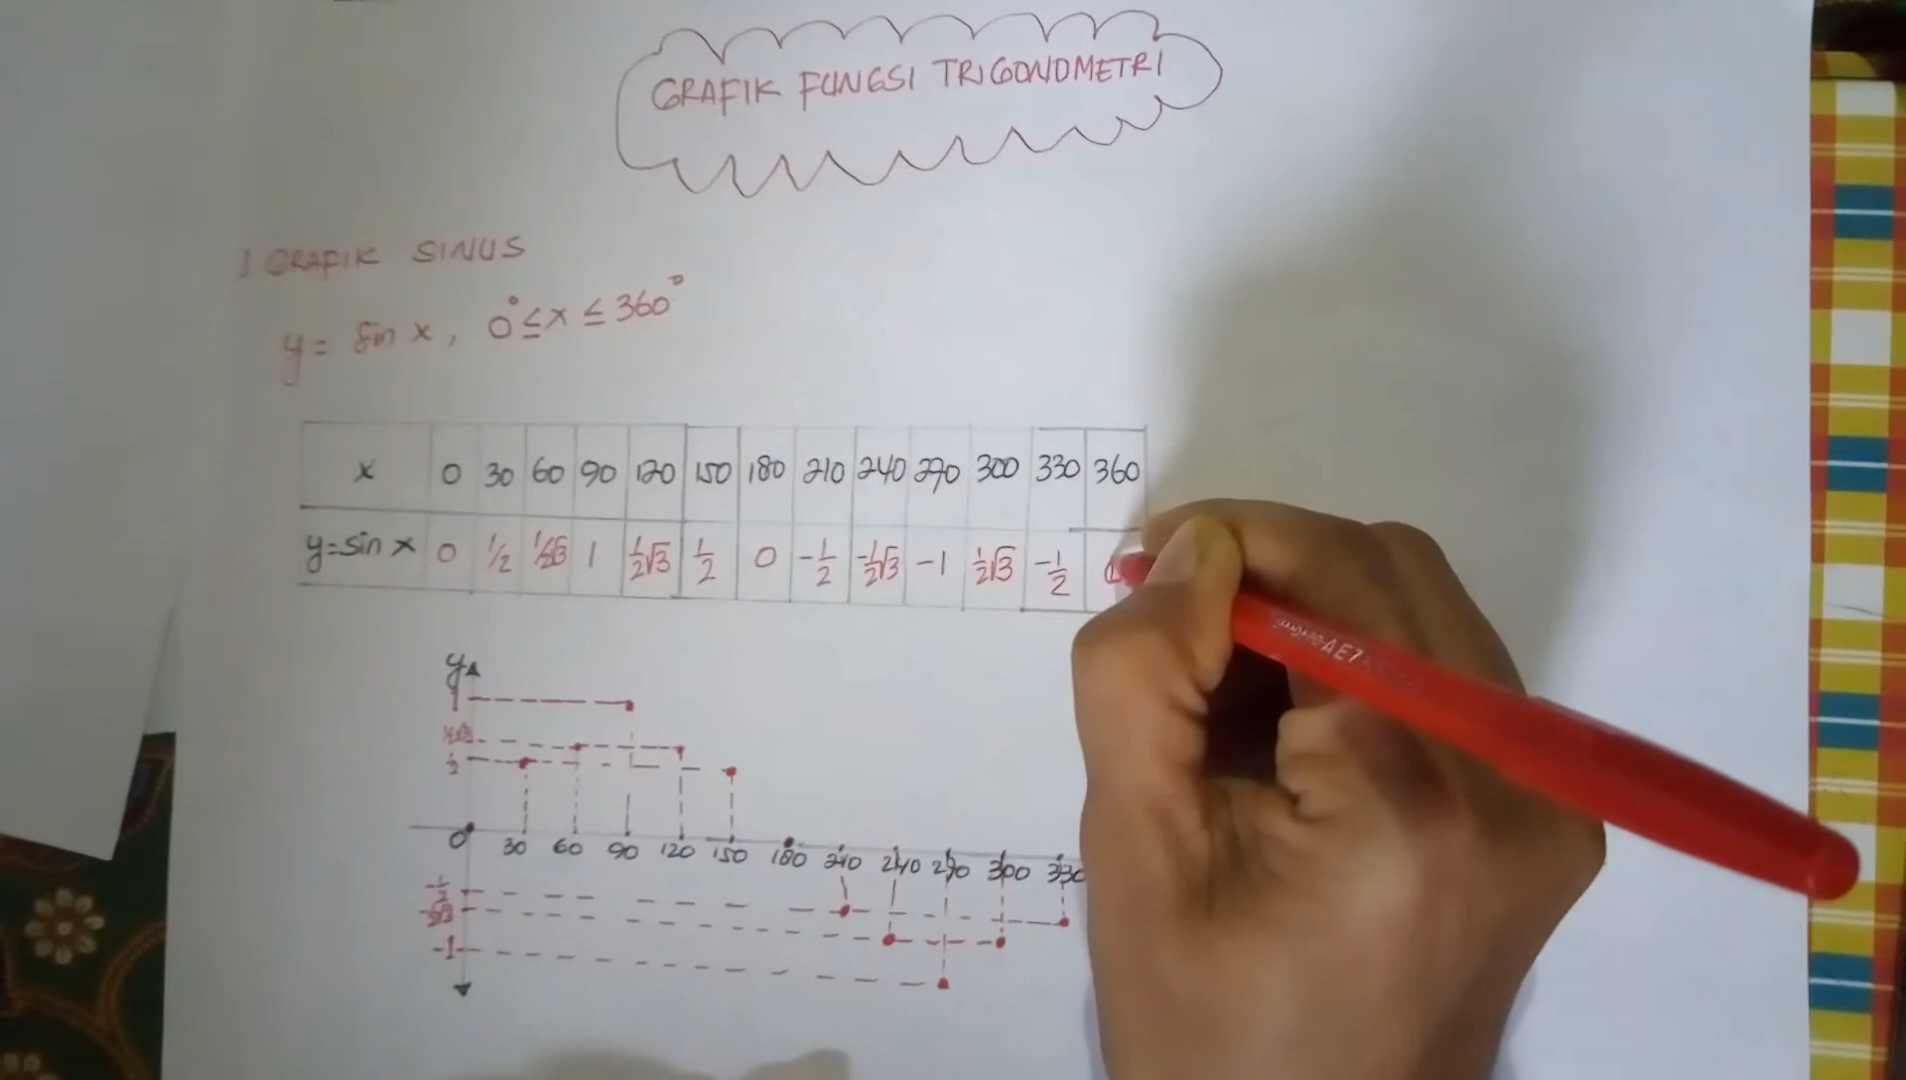 GRAFIK FUNGSI TRIGONOMETRI
1 GRAFIK SINUS
y = sin x, 0° ≤ x ≤ 360°
x 0 30 60 90 120 150 180 210 240 270 300 330 360
y=sin x 0 1/2 1/2√3 1 1/2√3 1/2 0 -1/2 -1/2√3 -1 1/2√3 -1/2
AE7
y
1
1/2√3
1/2
0 30 60 90 120 150 180 210 240 270 300 330
-1/2
-1/2√3
-1